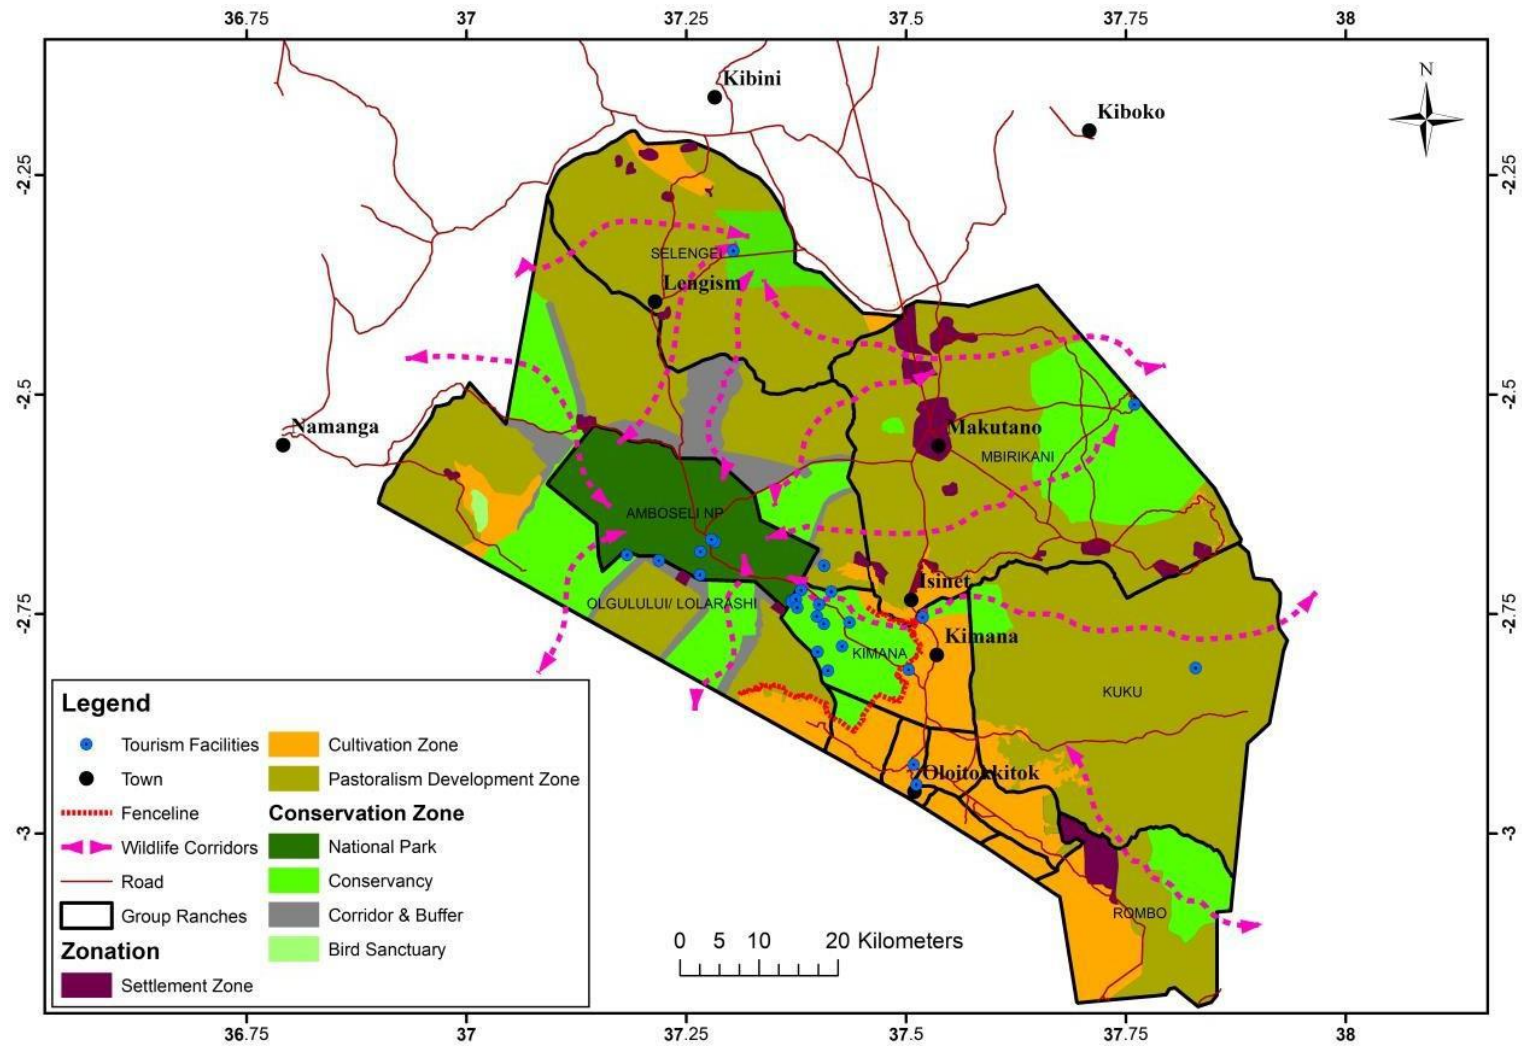 36.75 37 37.25 37.5 37.75 38
N
Kibini
Kiboko
-2.25 -2.25
SELENGEI
Lengism
-2.5 -2.5
Namanga
Makutano
MBIRIKANI
AMBOSELI NP
Isinet
OLGULULUI/ LOLARASHI
-2.75 -2.75
Kimana
KIMANA
KUKU
Oloitokkitok
-3 -3
ROMBO
Legend
Tourism Facilities
Town
Fenceline
Wildlife Corridors
Road
Group Ranches
Zonation
Settlement Zone
Cultivation Zone
Pastoralism Development Zone
Conservation Zone
National Park
Conservancy
Corridor & Buffer
Bird Sanctuary
0 5 10 20 Kilometers
36.75 37 37.25 37.5 37.75 38